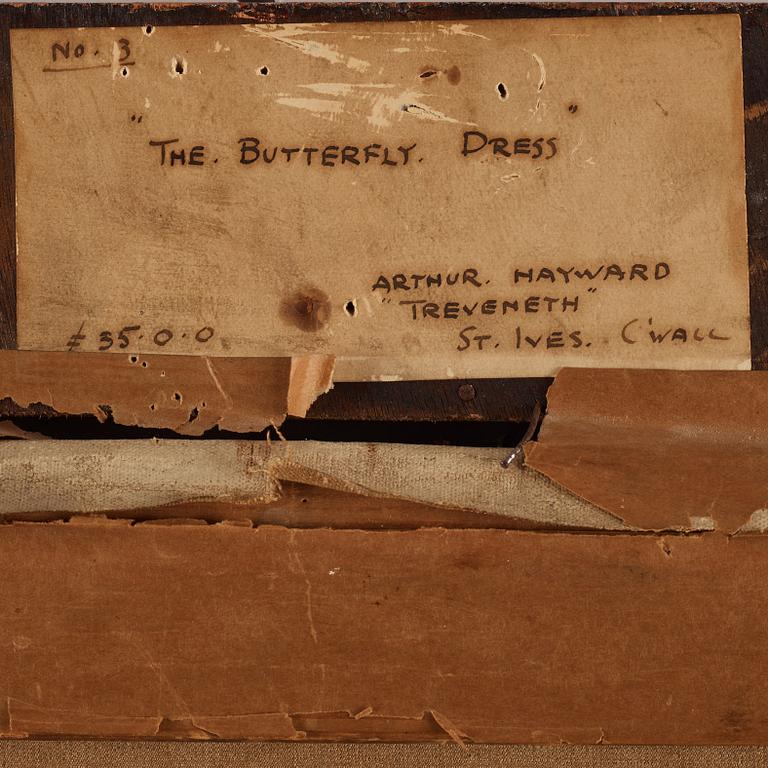 No. 3
"THE. BUTTERFLY. DRESS"
ARTHUR. HAYWARD
"TREVENETH"
£35.0.0
ST. IVES. C'WALL